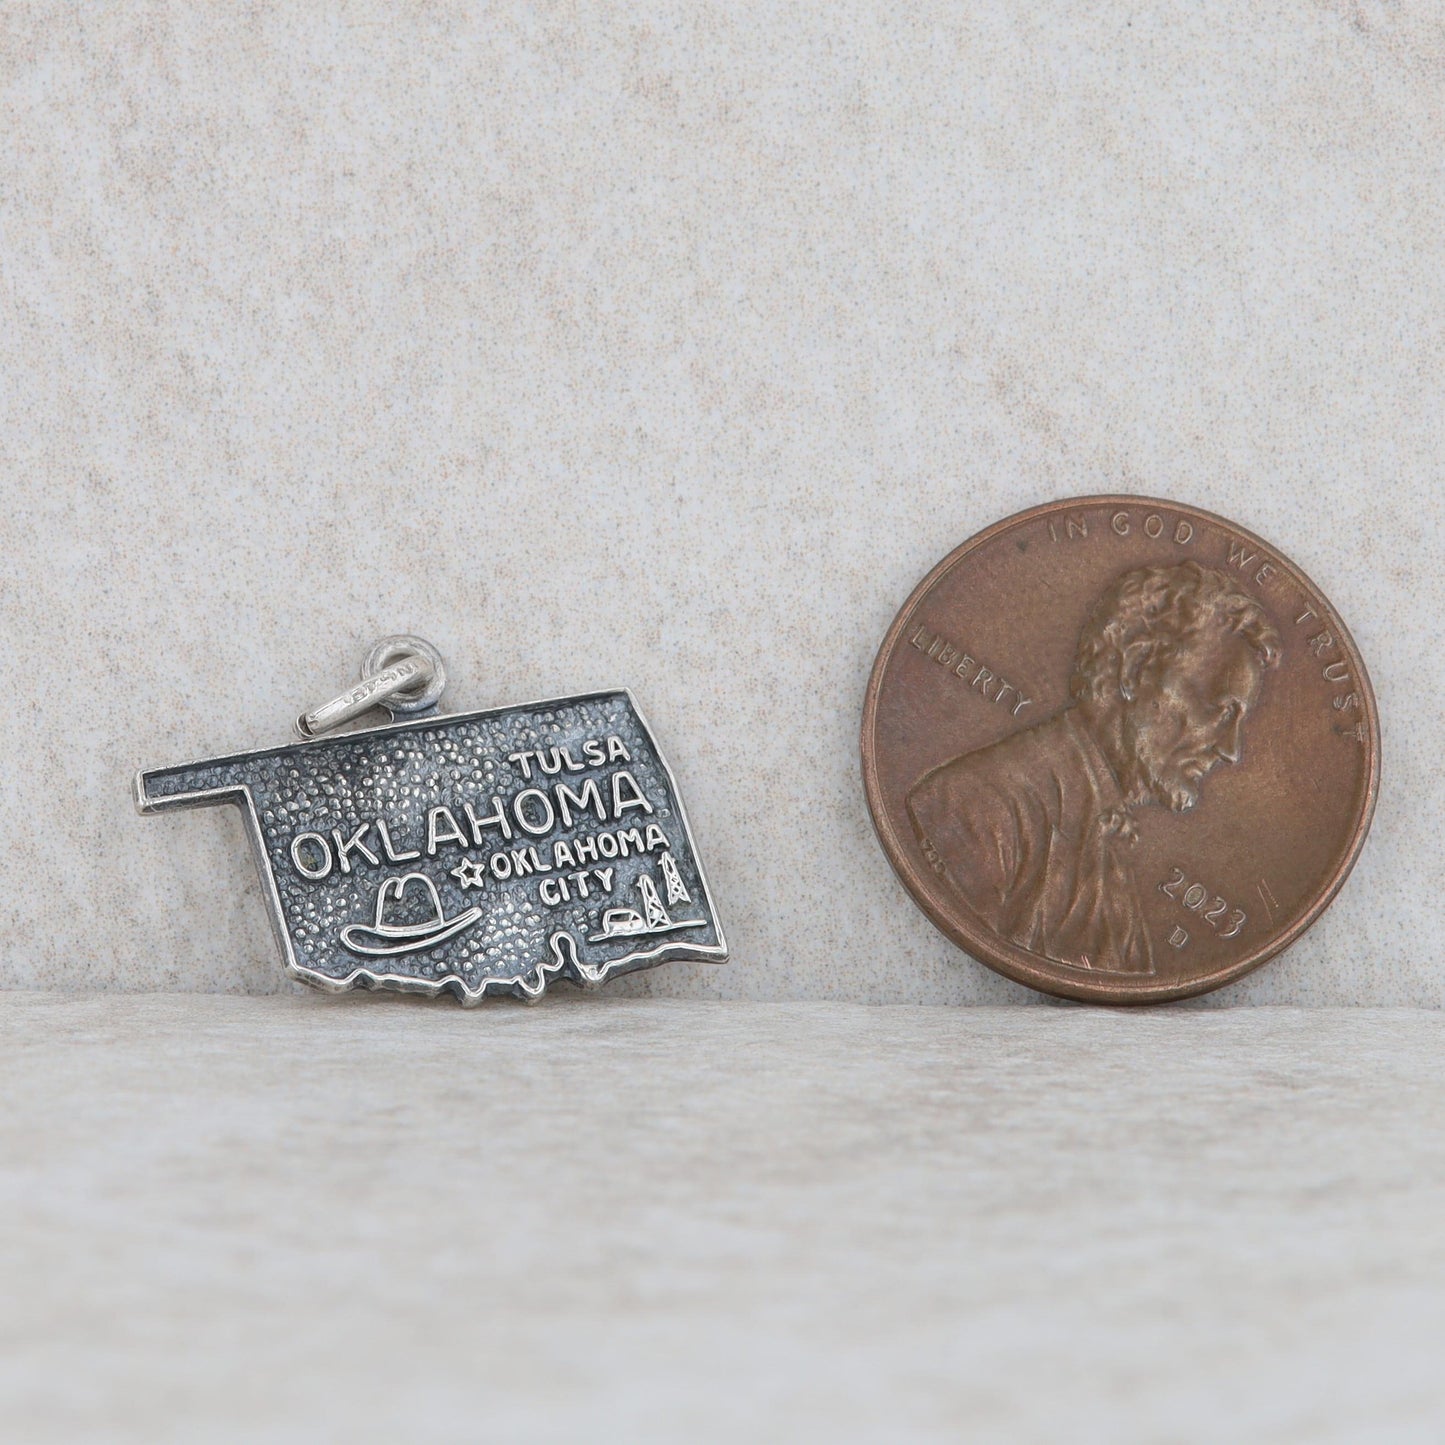 TULSA
OKLAHOMA
OKLAHOMA
CITY
IN GOD WE TRUST
LIBERTY
2023
D